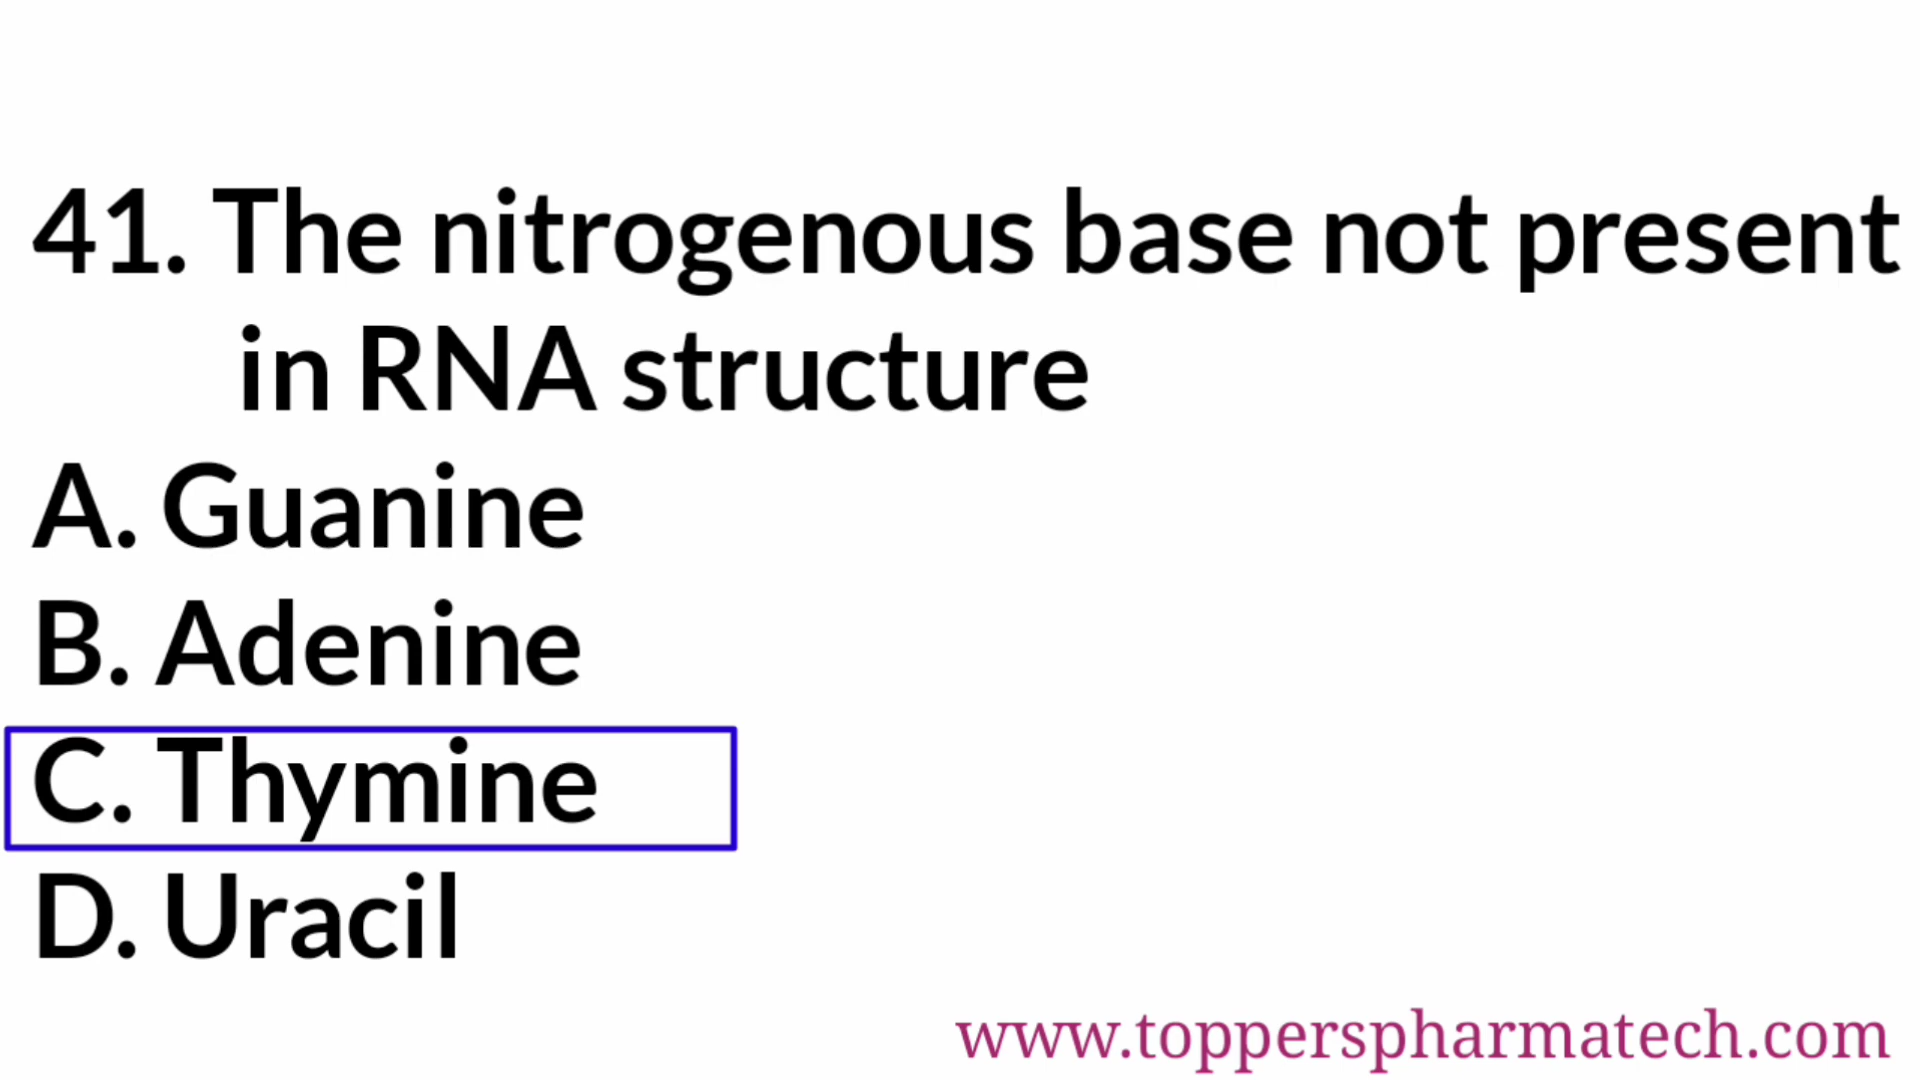 41. The nitrogenous base not present
in RNA structure
A. Guanine
B. Adenine
C. Thymine
D. Uracil
www.topperspharmatech.com